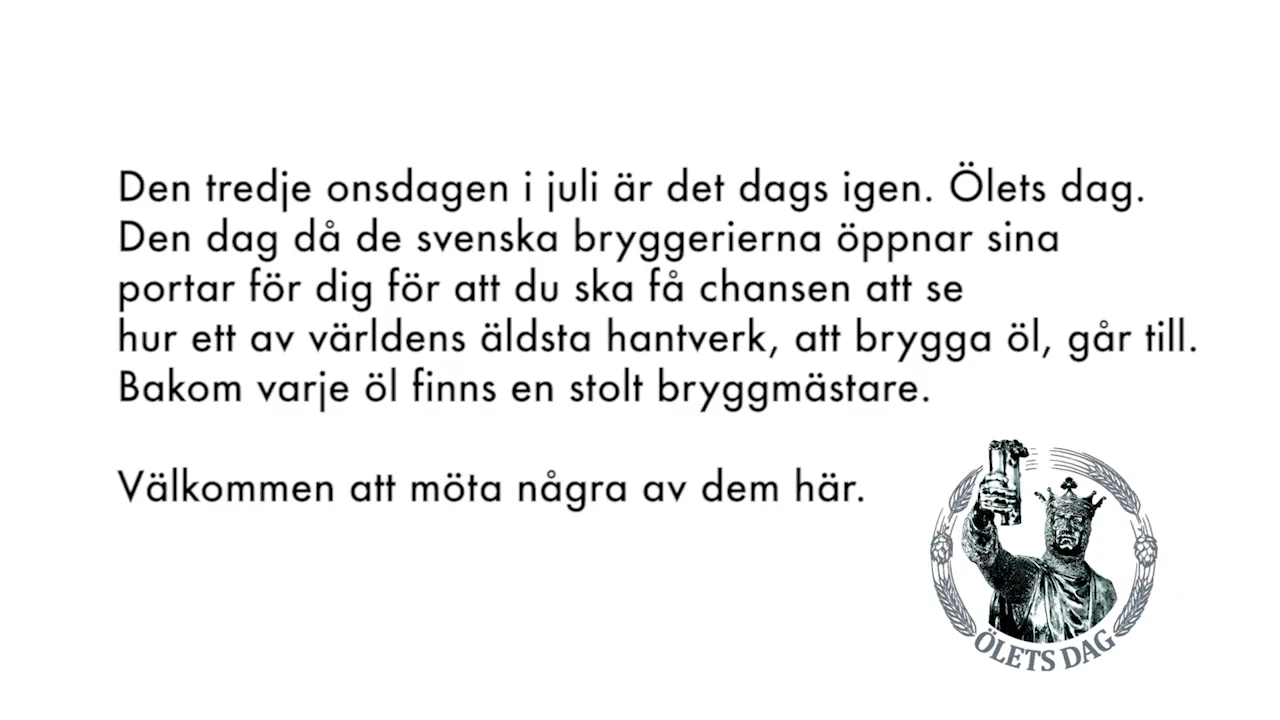 Den tredje onsdagen i juli är det dags igen. Ölets dag.
Den dag då de svenska bryggerierna öppnar sina
portar för dig för att du ska få chansen att se
hur ett av världens äldsta hantverk, att brygga öl, går till.
Bakom varje öl finns en stolt bryggmästare.
Välkommen att möta några av dem här.
ÖLETS DAG